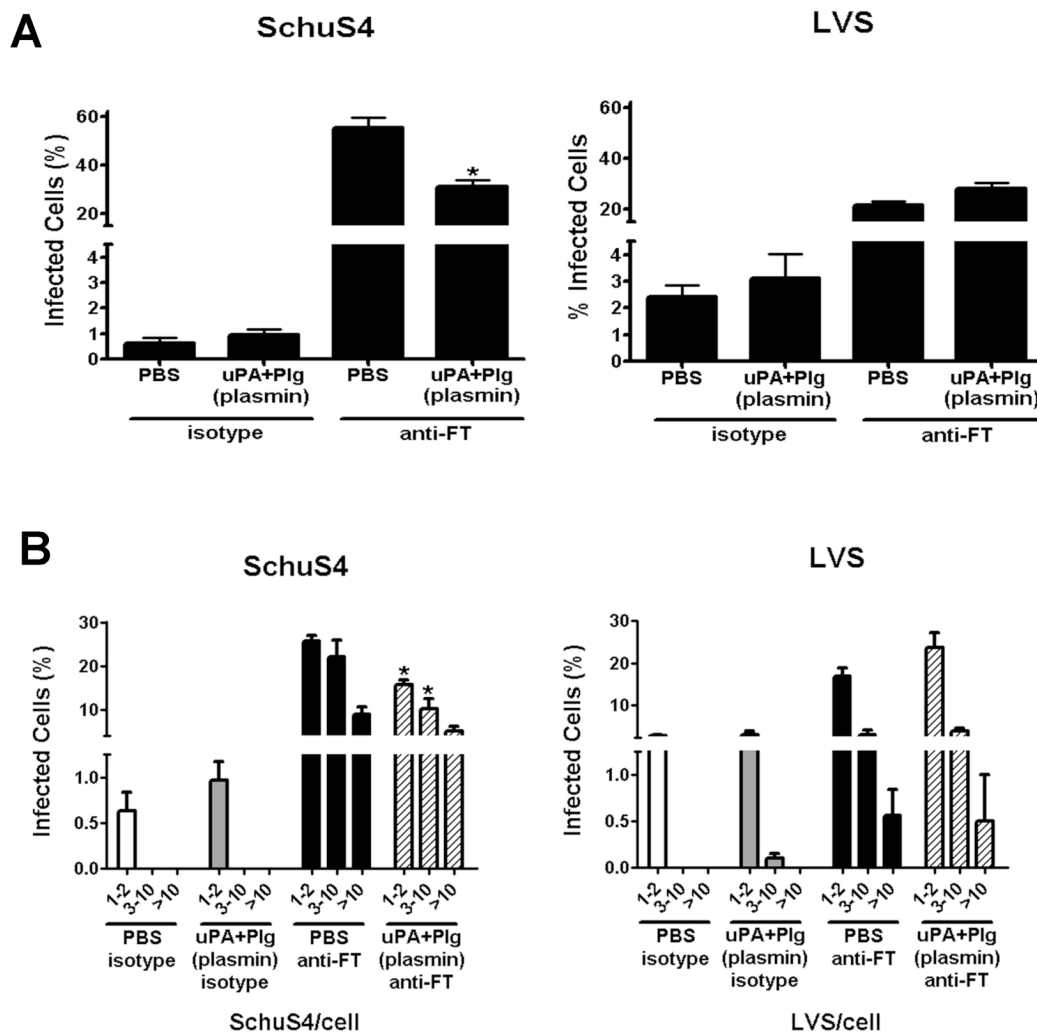 A
SchuS4
LVS
Infected Cells (%)
60
40
20
4
3
2
1
0
*
PBS
uPA+Plg
(plasmin)
PBS
uPA+Plg
(plasmin)
isotype
anti-FT
% Infected Cells
60
40
20
4
3
2
1
0
PBS
uPA+Plg
(plasmin)
PBS
uPA+Plg
(plasmin)
isotype
anti-FT
B
SchuS4
LVS
Infected Cells (%)
30
20
10
1.0
0.5
0.0
* *
1-2 3-10 >10 1-2 3-10 >10 1-2 3-10 >10 1-2 3-10 >10
PBS
isotype
uPA+Plg
(plasmin)
isotype
PBS
anti-FT
uPA+Plg
(plasmin)
anti-FT
SchuS4/cell
Infected Cells (%)
30
20
10
1.0
0.5
0.0
1-2 3-10 >10 1-2 3-10 >10 1-2 3-10 >10 1-2 3-10 >10
PBS
isotype
uPA+Plg
(plasmin)
isotype
PBS
anti-FT
uPA+Plg
(plasmin)
anti-FT
LVS/cell